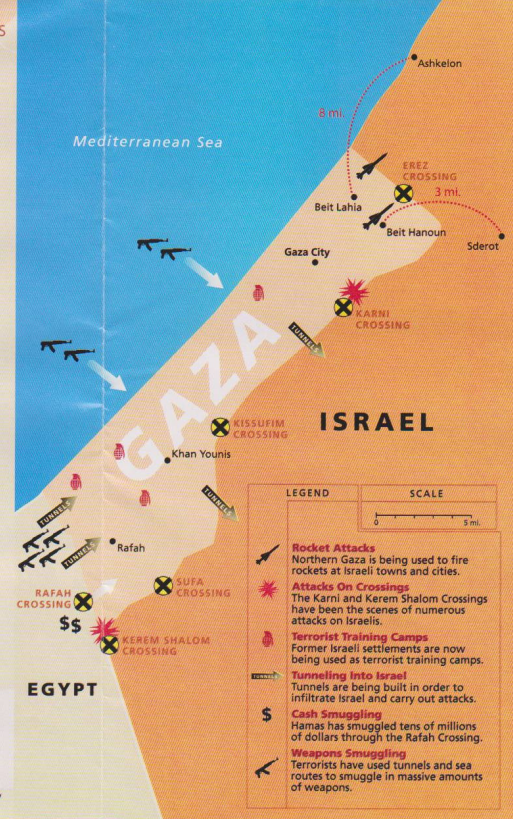 S
Ashkelon
8 mi.
Mediterranean Sea
EREZ
CROSSING
3 mi.
Beit Lahia
Beit Hanoun
Sderot
Gaza City
KARNI
CROSSING
TUNNELS
GAZA
ISRAEL
KISSUFIM
CROSSING
Khan Younis
TUNNELS
TUNNELS
TUNNELS
Rafah
SUFA
CROSSING
RAFAH
CROSSING
$$
KEREM SHALOM
CROSSING
EGYPT
LEGEND
SCALE
0 5 mi.
Rocket Attacks
Northern Gaza is being used to fire
rockets at Israeli towns and cities.
Attacks On Crossings
The Karni and Kerem Shalom Crossings
have been the scenes of numerous
attacks on Israelis.
Terrorist Training Camps
Former Israeli settlements are now
being used as terrorist training camps.
TUNNELS
Tunneling Into Israel
Tunnels are being built in order to
infiltrate Israel and carry out attacks.
$
Cash Smuggling
Hamas has smuggled tens of millions
of dollars through the Rafah Crossing.
Weapons Smuggling
Terrorists have used tunnels and sea
routes to smuggle in massive amounts
of weapons.